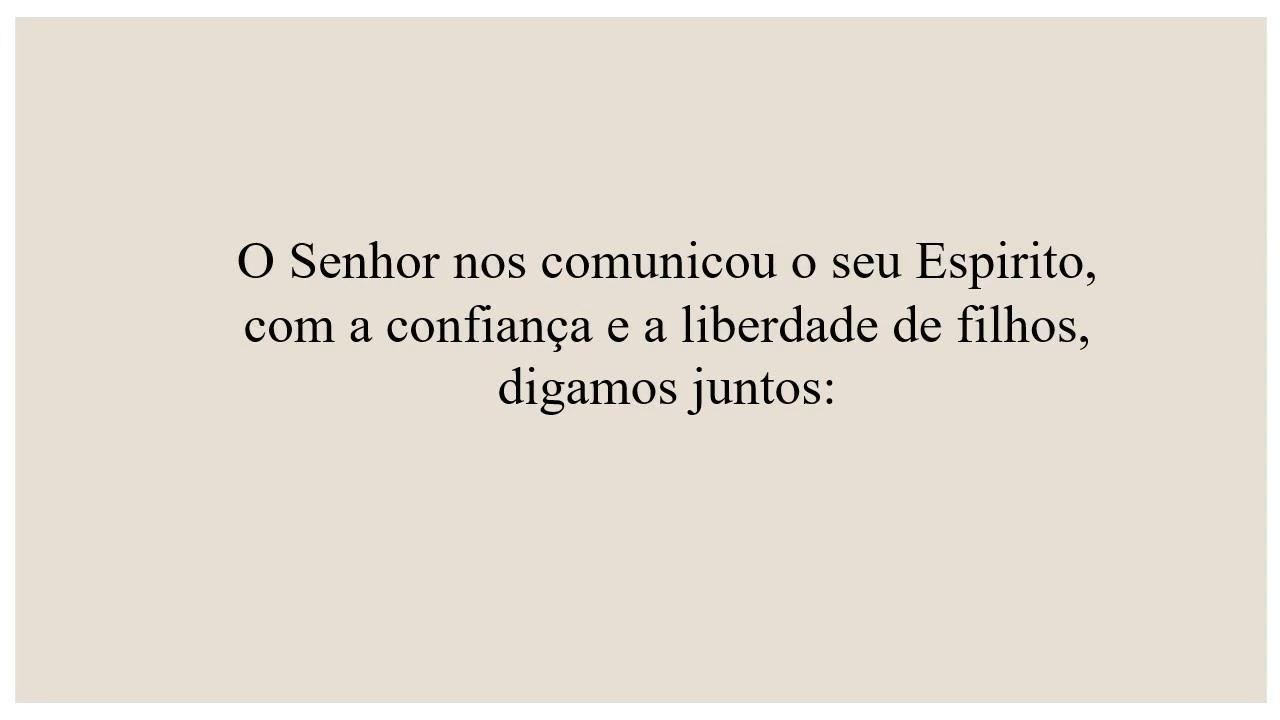 O Senhor nos comunicou o seu Espirito,
com a confiança e a liberdade de filhos,
digamos juntos: